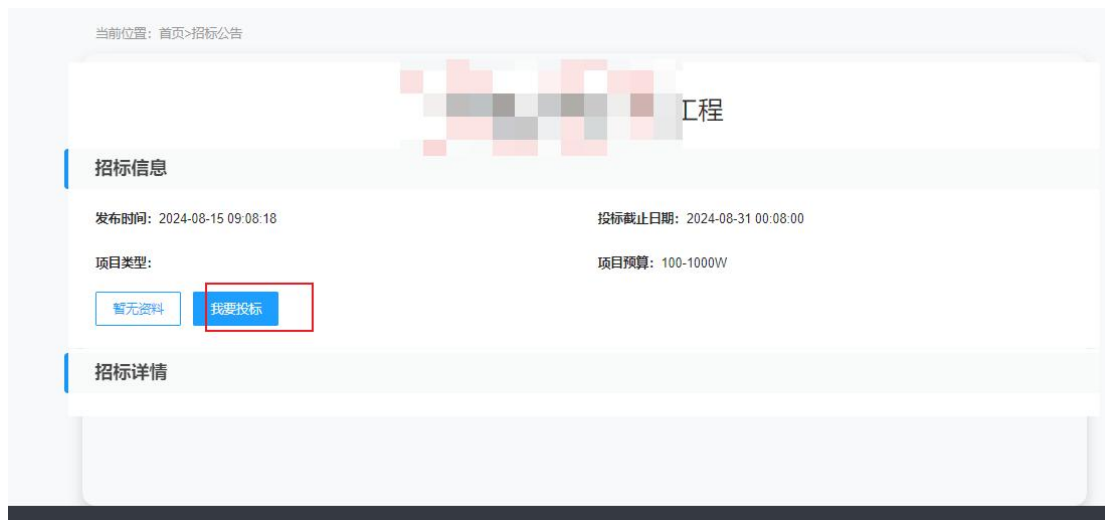 当前位置：首页>招标公告
工程
招标信息
发布时间：2024-08-15 09:08:18
投标截止日期：2024-08-31 00:08:00
项目类型：
项目预算：100-1000W
暂无资料
我要投标
招标详情